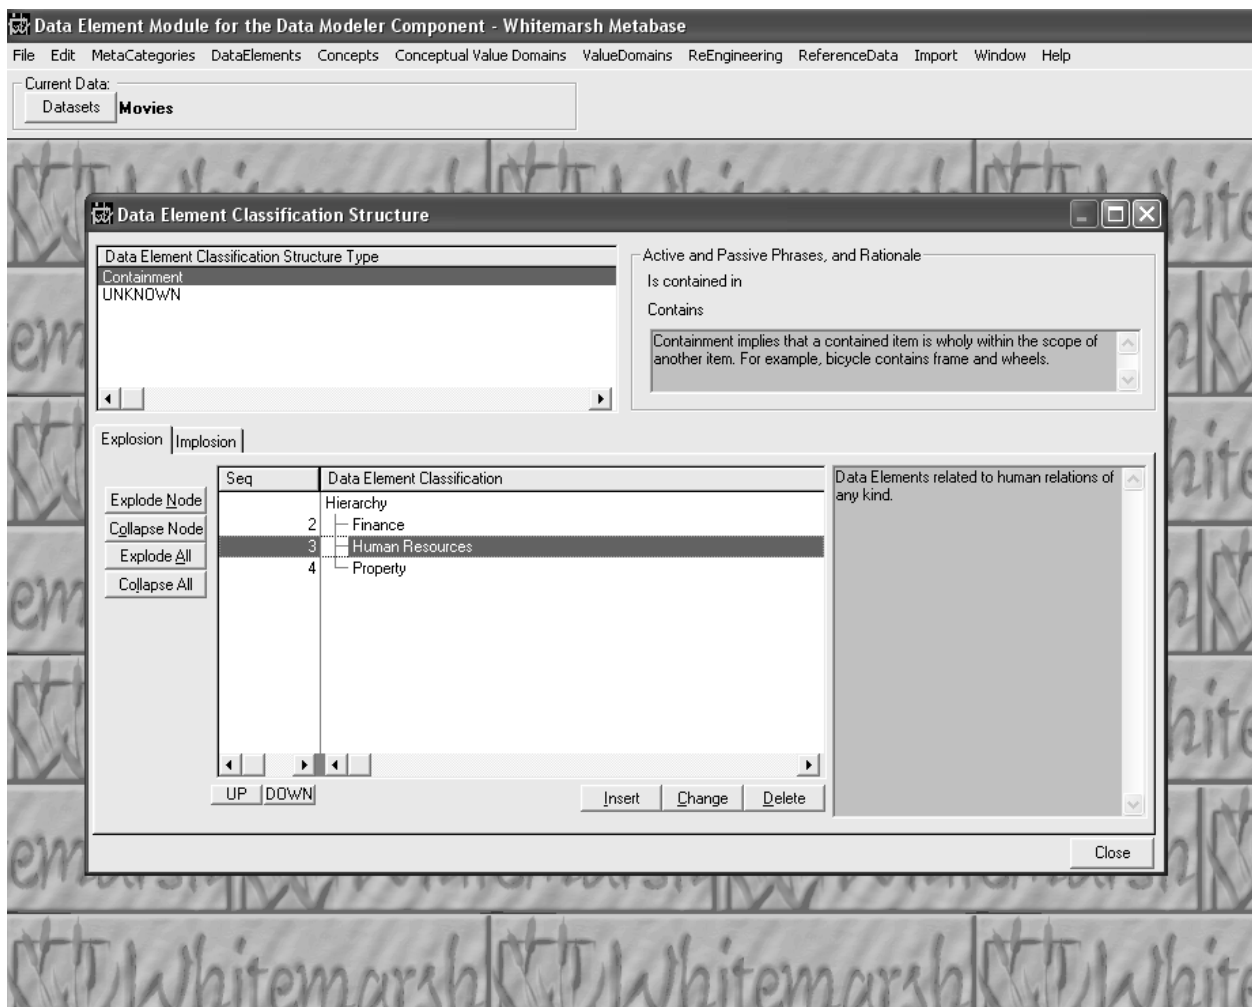 Data Element Module for the Data Modeler Component - Whitemarsh Metabase
File Edit MetaCategories DataElements Concepts Conceptual Value Domains ValueDomains ReEngineering ReferenceData Import Window Help
Current Data:
Datasets Movies
Data Element Classification Structure
Data Element Classification Structure Type
Containment
UNKNOWN
Active and Passive Phrases, and Rationale
Is contained in
Contains
Containment implies that a contained item is wholy within the scope of
another item. For example, bicycle contains frame and wheels.
Explosion Implosion
Explode Node
Collapse Node
Explode All
Collapse All
Seq Data Element Classification
Hierarchy
2 Finance
3 Human Resources
4 Property
Data Elements related to human relations of
any kind.
UP DOWN
Insert Change Delete
Close
Whitemarsh Whitemarsh